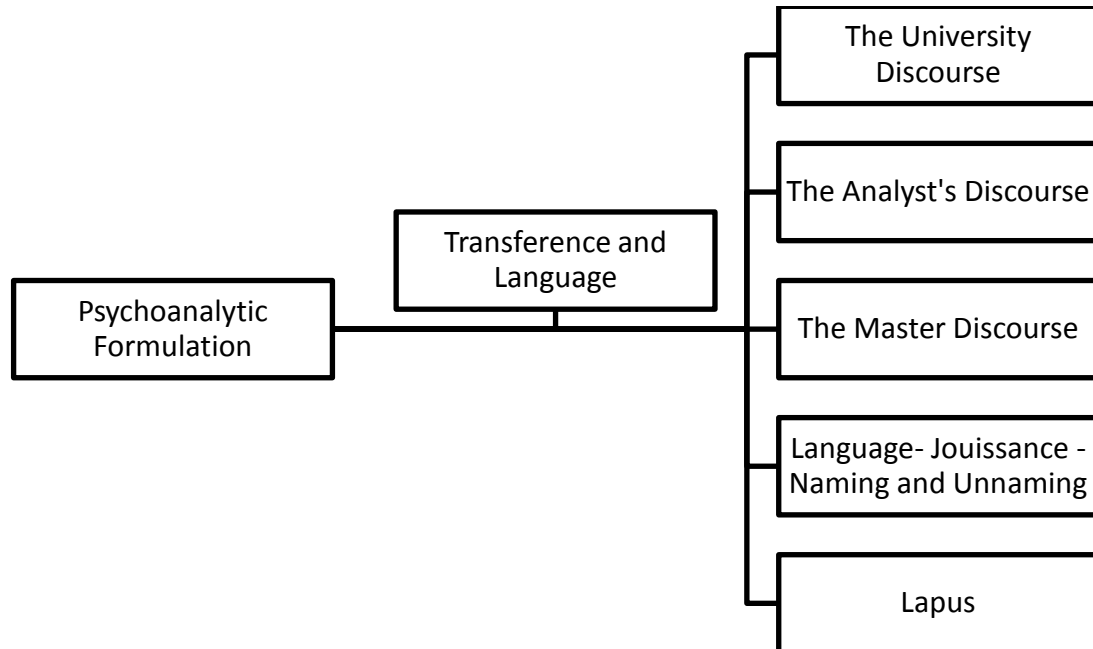 Psychoanalytic
Formulation
Transference and
Language
The University
Discourse
The Analyst's Discourse
The Master Discourse
Language- Jouissance -
Naming and Unnaming
Lapus